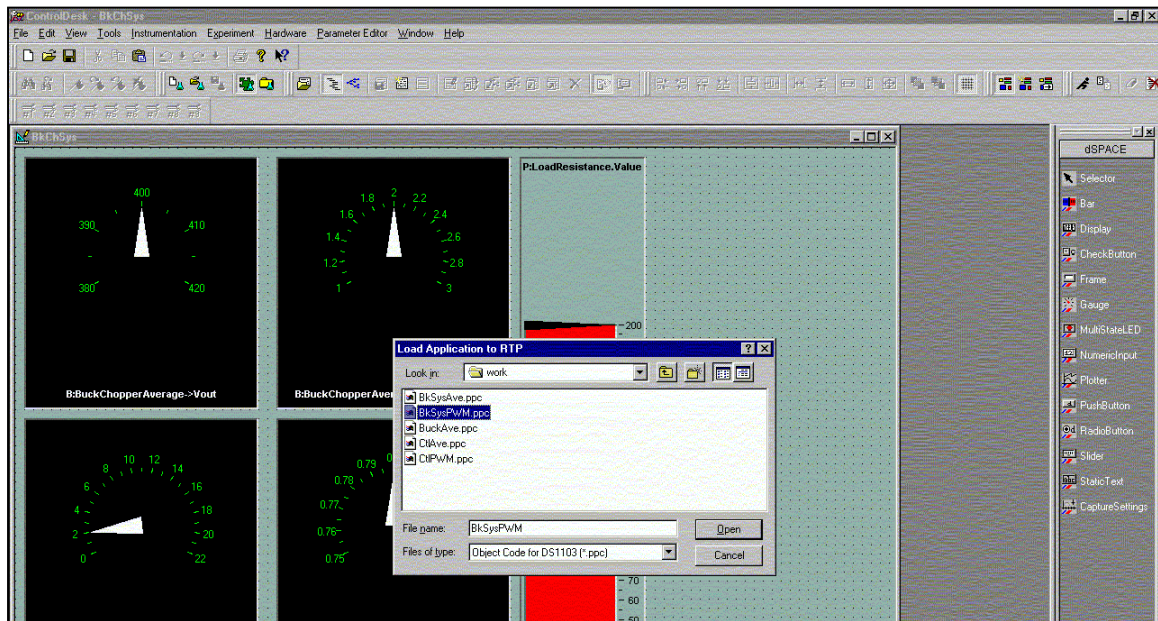 ControlDesk - BkChSys
File Edit View Tools Instrumentation Experiment Hardware Parameter Editor Window Help
BkChSys
dSPACE
Selector
Bar
Display
CheckButton
Frame
Gauge
MultiStateLED
NumericInput
Plotter
PushButton
RadioButton
Slider
StaticText
CaptureSettings
400
390 410
380 420
B:BuckChopperAverage->Vout
2
1.8 2.2
1.6 2.4
1.4 2.6
1.2 2.8
1 3
B:BuckChopperAver
P:LoadResistance.Value
200
70
60
50
10 12
8 14
6 16
4 18
2 20
0 22
0.79
0.78
0.77
0.76
0.75
Load Application to RTP
Look in: work
BkSysAve.ppc
BkSysPWM.ppc
BuckAve.ppc
CtlAve.ppc
CtlPWM.ppc
File name: BkSysPWM Open
Files of type: Object Code for DS1103 (*.ppc) Cancel